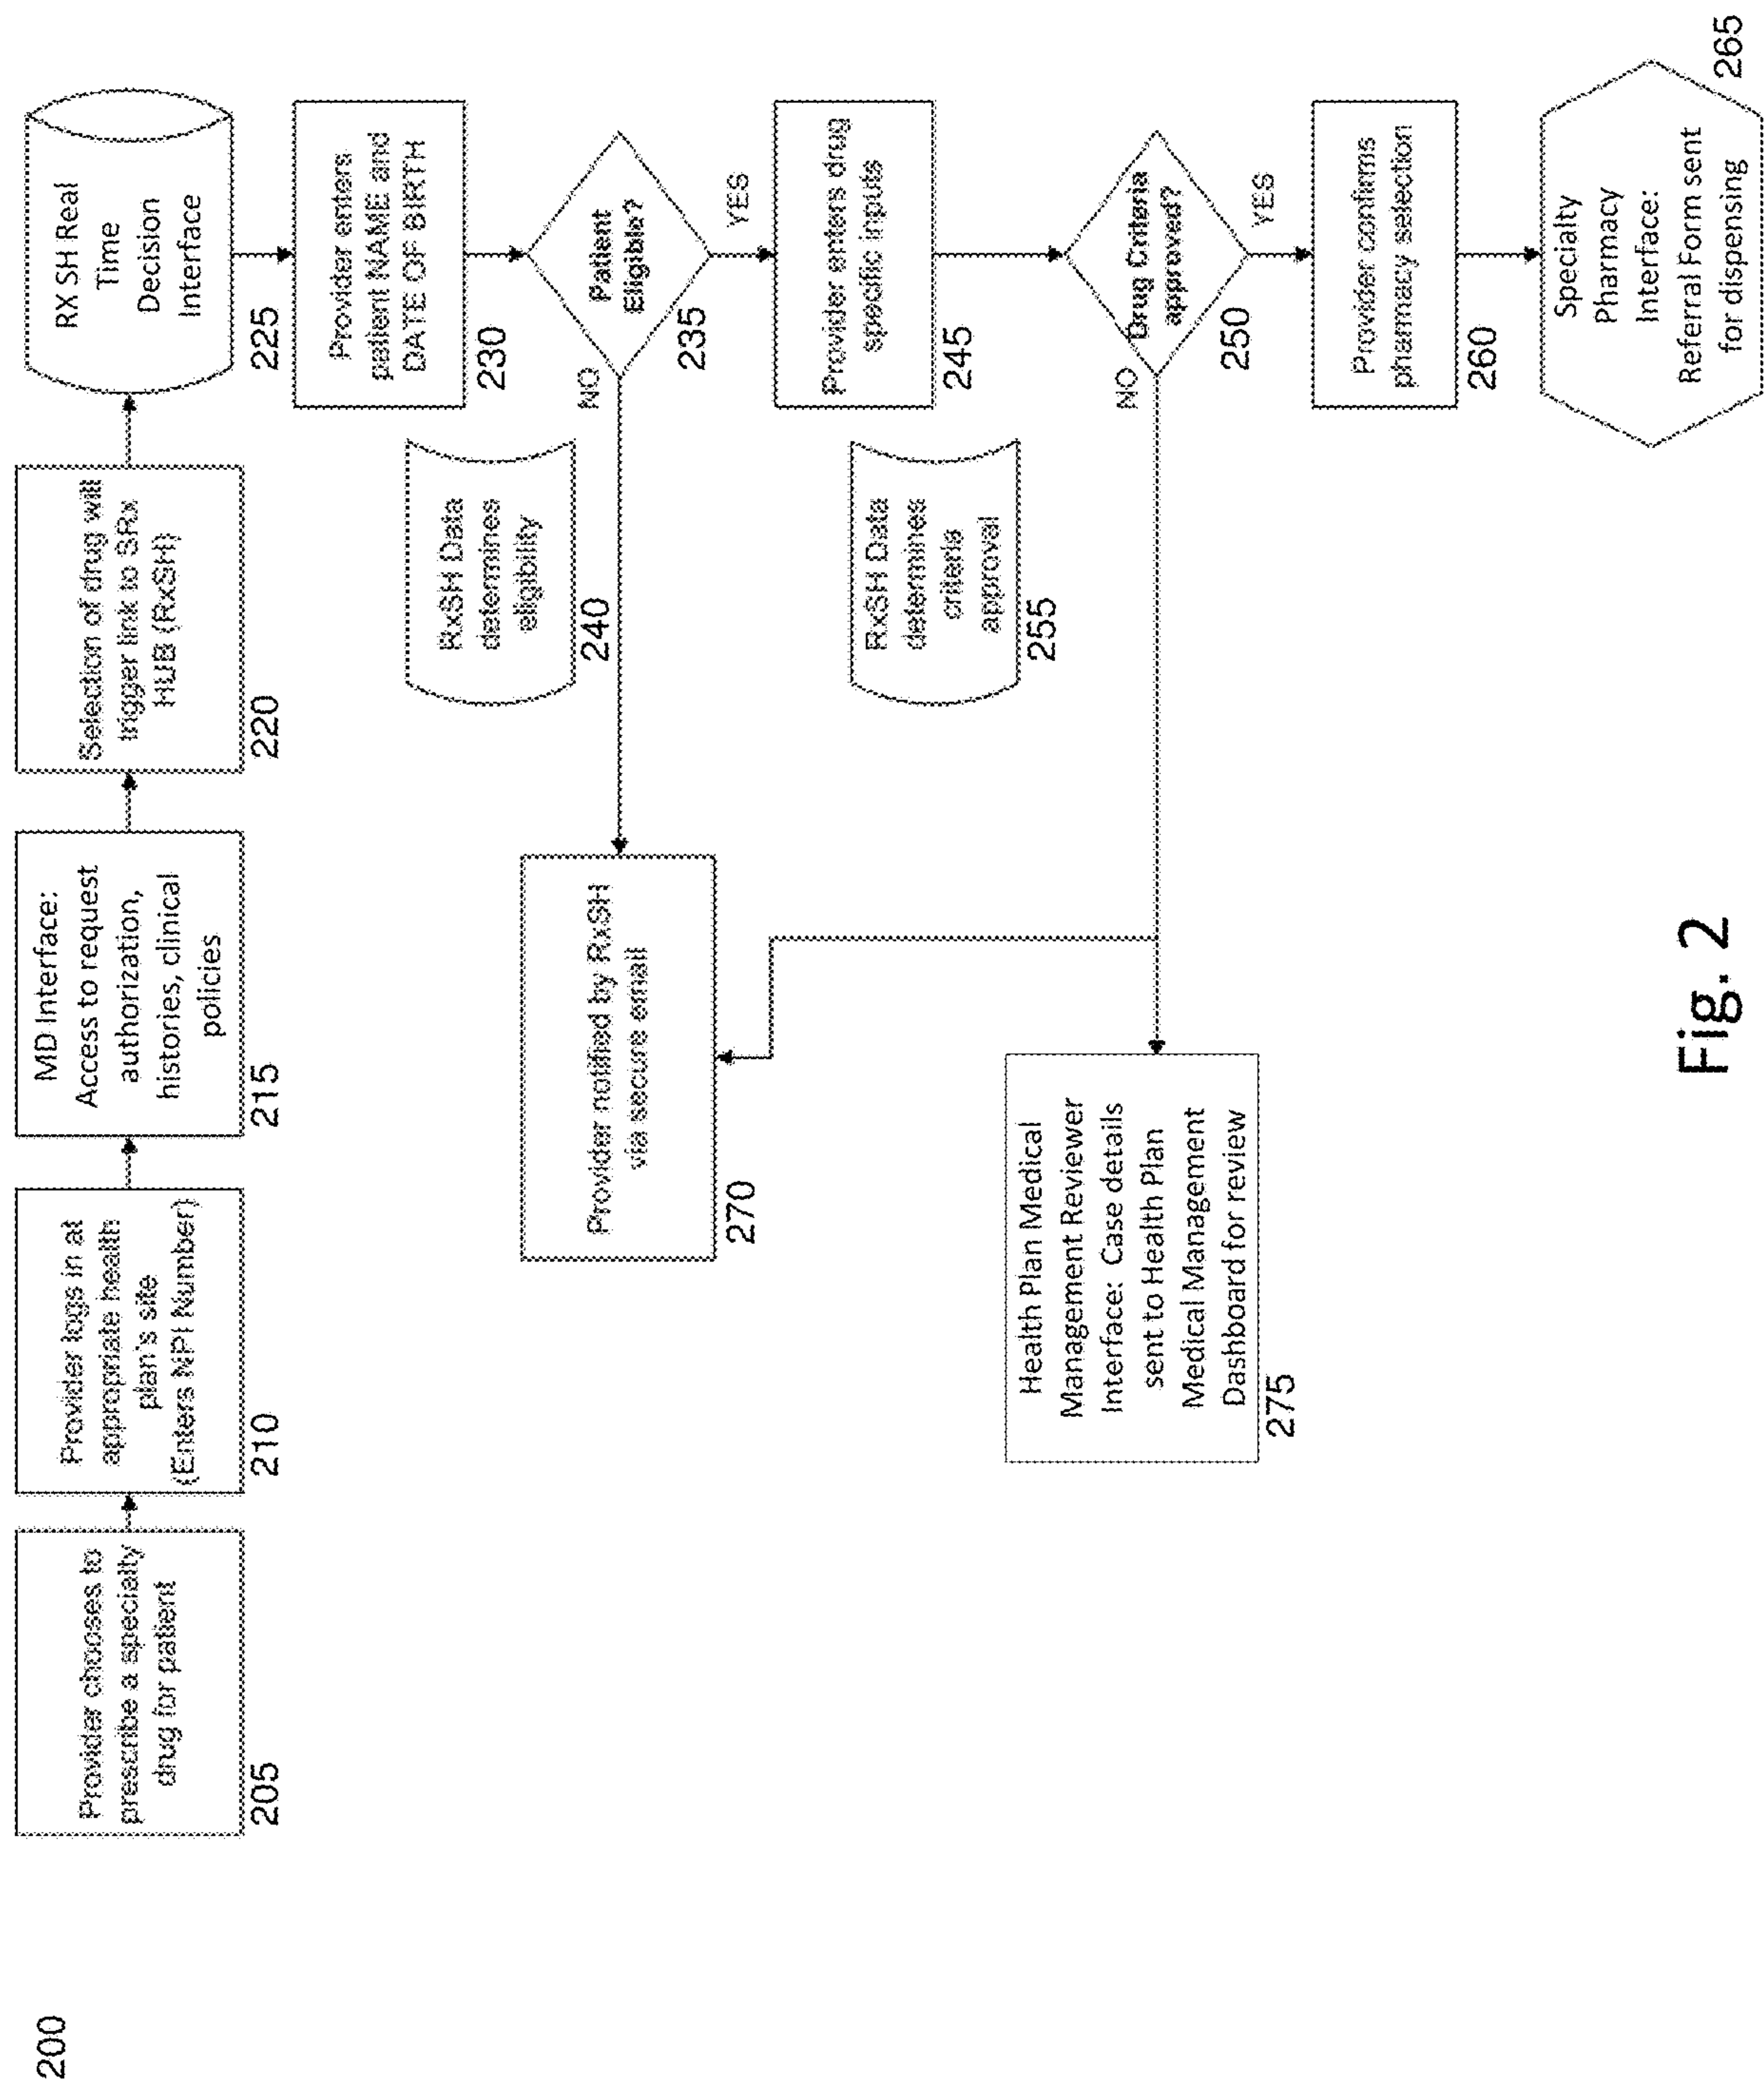 200
Provider chooses to
prescribe a specialty
drug for patient
205
Provider logs in at
appropriate health
plan's site
(Enters NPI Number)
210
MD Interface:
Access to request
authorization,
histories, clinical
policies
215
Selection of drug will
trigger link to SRx
HUB (RxSH)
220
RX SH Real
Time
Decision
Interface
225
Provider enters
patient NAME and
DATE OF BIRTH
230
RxSH Data
determines
eligibility
240
Patient
Eligible?
235
NO
YES
Provider notified by RxSH
via secure email
270
Provider enters drug
specific inputs
245
RxSH Data
determines
criteria
approval
255
Drug Criteria
approved?
250
NO
YES
Health Plan Medical
Management Reviewer
Interface: Case details
sent to Health Plan
Medical Management
Dashboard for review
275
Provider confirms
pharmacy selection
260
Specialty
Pharmacy
Interface:
Referral Form sent
for dispensing
265
Fig. 2